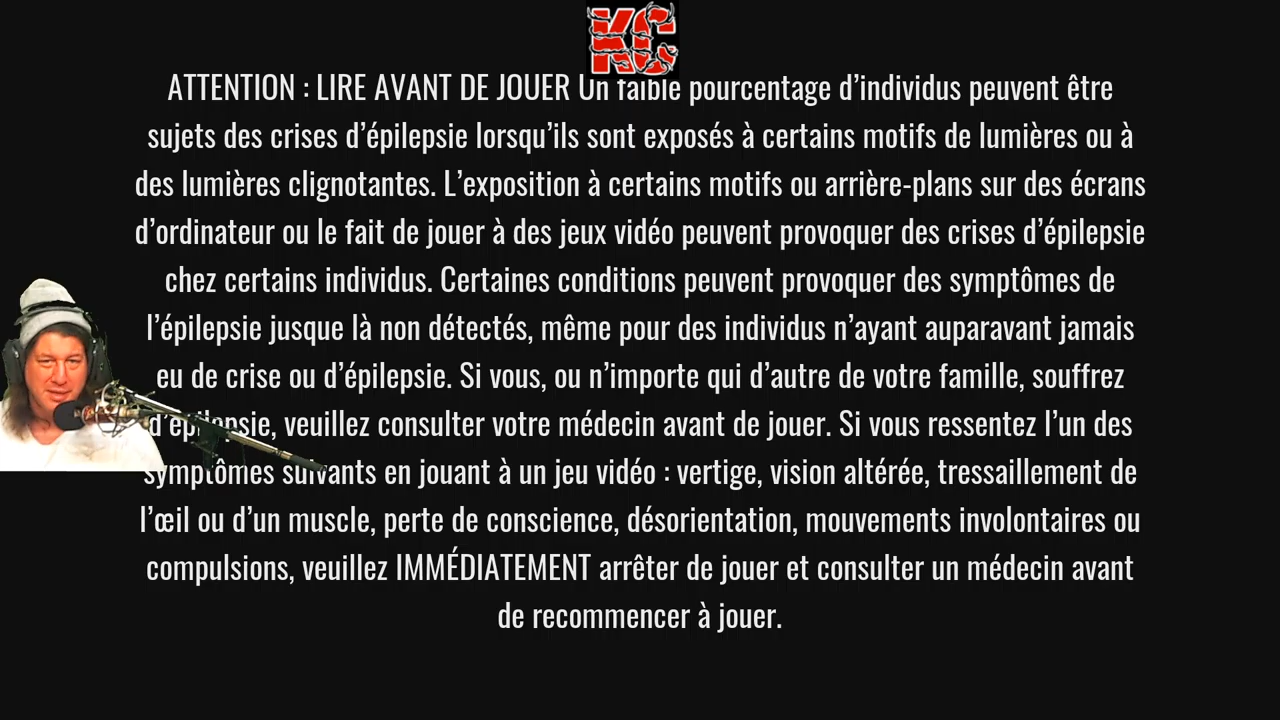 KC
ATTENTION : LIRE AVANT DE JOUER Un faible pourcentage d’individus peuvent être
sujets des crises d’épilepsie lorsqu’ils sont exposés à certains motifs de lumières ou à
des lumières clignotantes. L’exposition à certains motifs ou arrière-plans sur des écrans
d’ordinateur ou le fait de jouer à des jeux vidéo peuvent provoquer des crises d’épilepsie
chez certains individus. Certaines conditions peuvent provoquer des symptômes de
l’épilepsie jusque là non détectés, même pour des individus n’ayant auparavant jamais
eu de crise ou d’épilepsie. Si vous, ou n’importe qui d’autre de votre famille, souffrez
d’épilepsie, veuillez consulter votre médecin avant de jouer. Si vous ressentez l’un des
symptômes suivants en jouant à un jeu vidéo : vertige, vision altérée, tressaillement de
l’œil ou d’un muscle, perte de conscience, désorientation, mouvements involontaires ou
compulsions, veuillez IMMÉDIATEMENT arrêter de jouer et consulter un médecin avant
de recommencer à jouer.